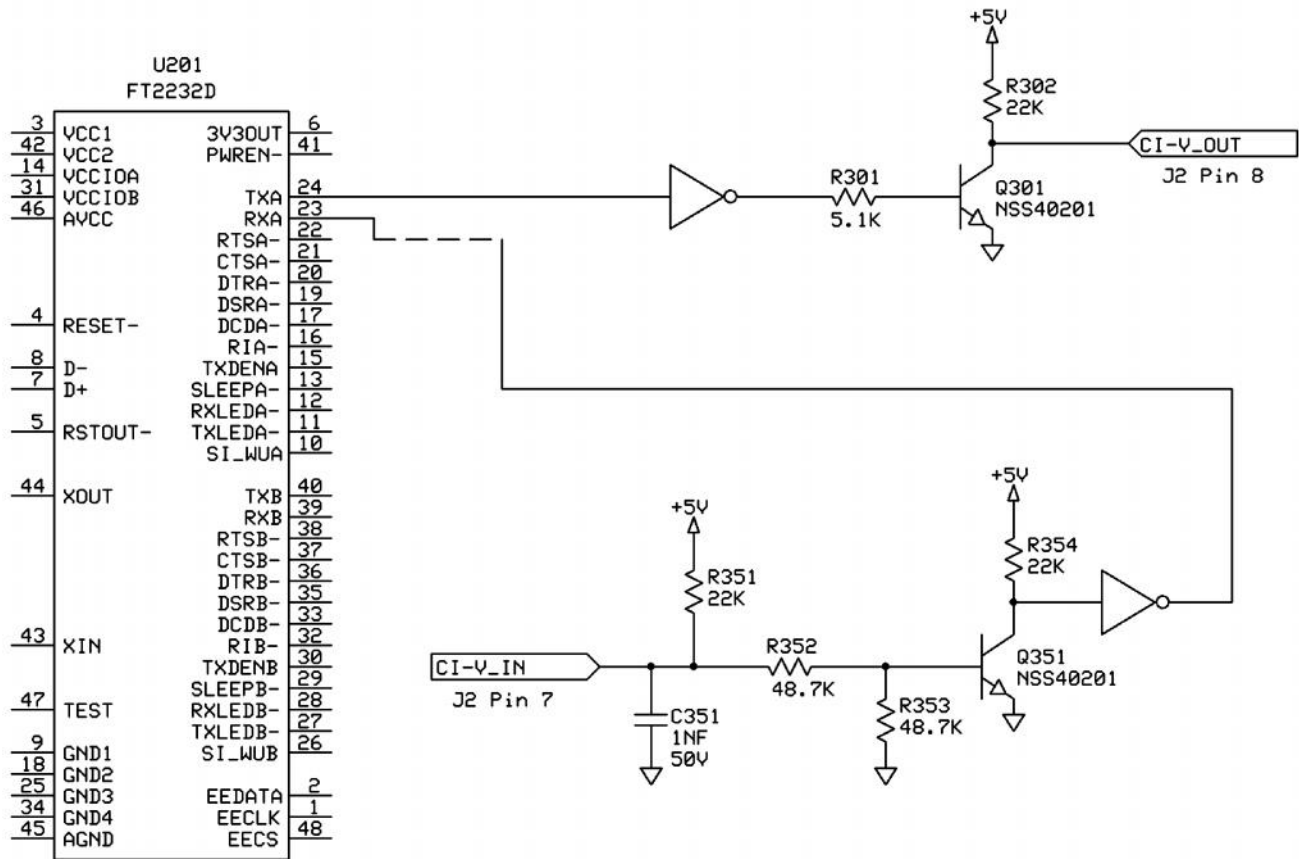 U201
FT2232D
3 VCC1
42 VCC2
14 VCCIOA
31 VCCIOB
46 AVCC
4 RESET-
8 D-
7 D+
5 RSTOUT-
44 XOUT
43 XIN
47 TEST
9 GND1
18 GND2
25 GND3
34 GND4
45 AGND
3V3OUT 6
PWREN- 41
TXA 24
RXA 23
RTSA- 22
CTSA- 21
DTRA- 20
DSRA- 19
DCDA- 17
RIA- 16
TXDENA 15
SLEEPA- 13
RXLEDA- 12
TXLEDA- 11
SI_WUA 10
TXB 40
RXB 39
RTSB- 38
CTSB- 37
DTRB- 36
DSRB- 35
DCDB- 33
RIB- 32
TXDENB 30
SLEEPB- 29
RXLEDB- 28
TXLEDB- 27
SI_WUB 26
EEDATA 2
EECLK 1
EECS 48
+5V
R302
22K
CI-V_OUT
J2 Pin 8
R301
5.1K
Q301
NSS40201
+5V
R351
22K
+5V
R354
22K
CI-V_IN
J2 Pin 7
R352
48.7K
Q351
NSS40201
C351
1NF
50V
R353
48.7K